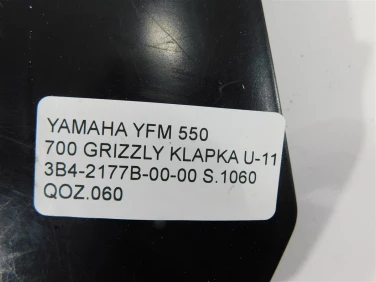 YAMAHA YFM 550
700 GRIZZLY KLAPKA U-11
3B4-2177B-00-00 S.1060
QOZ.060